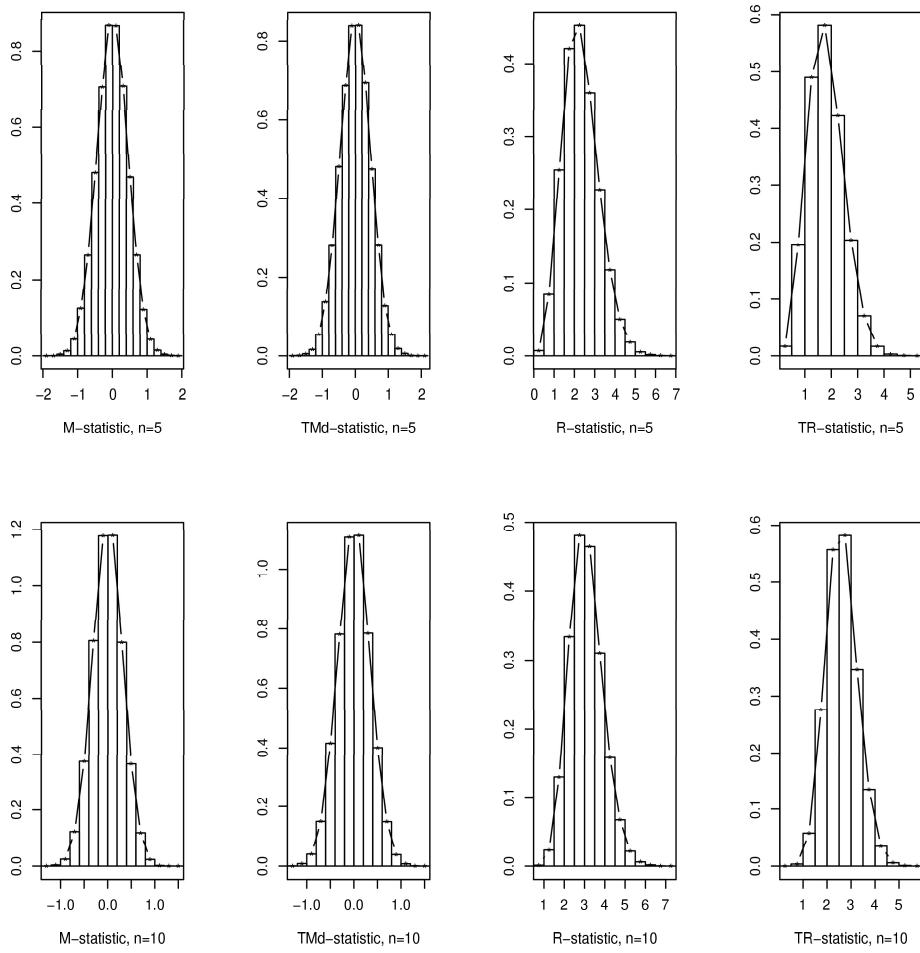 0.0 0.2 0.4 0.6 0.8
−2 −1 0 1 2
M−statistic, n=5
0.0 0.2 0.4 0.6 0.8
−2 −1 0 1 2
TMd−statistic, n=5
0.0 0.1 0.2 0.3 0.4
0 1 2 3 4 5 6 7
R−statistic, n=5
0.0 0.1 0.2 0.3 0.4 0.5 0.6
1 2 3 4 5
TR−statistic, n=5
0.0 0.2 0.4 0.6 0.8 1.0 1.2
−1.0 0.0 1.0
M−statistic, n=10
0.0 0.2 0.4 0.6 0.8 1.0
−1.0 0.0 1.0
TMd−statistic, n=10
0.0 0.1 0.2 0.3 0.4 0.5
1 2 3 4 5 6 7
R−statistic, n=10
0.0 0.1 0.2 0.3 0.4 0.5 0.6
1 2 3 4 5
TR−statistic, n=10